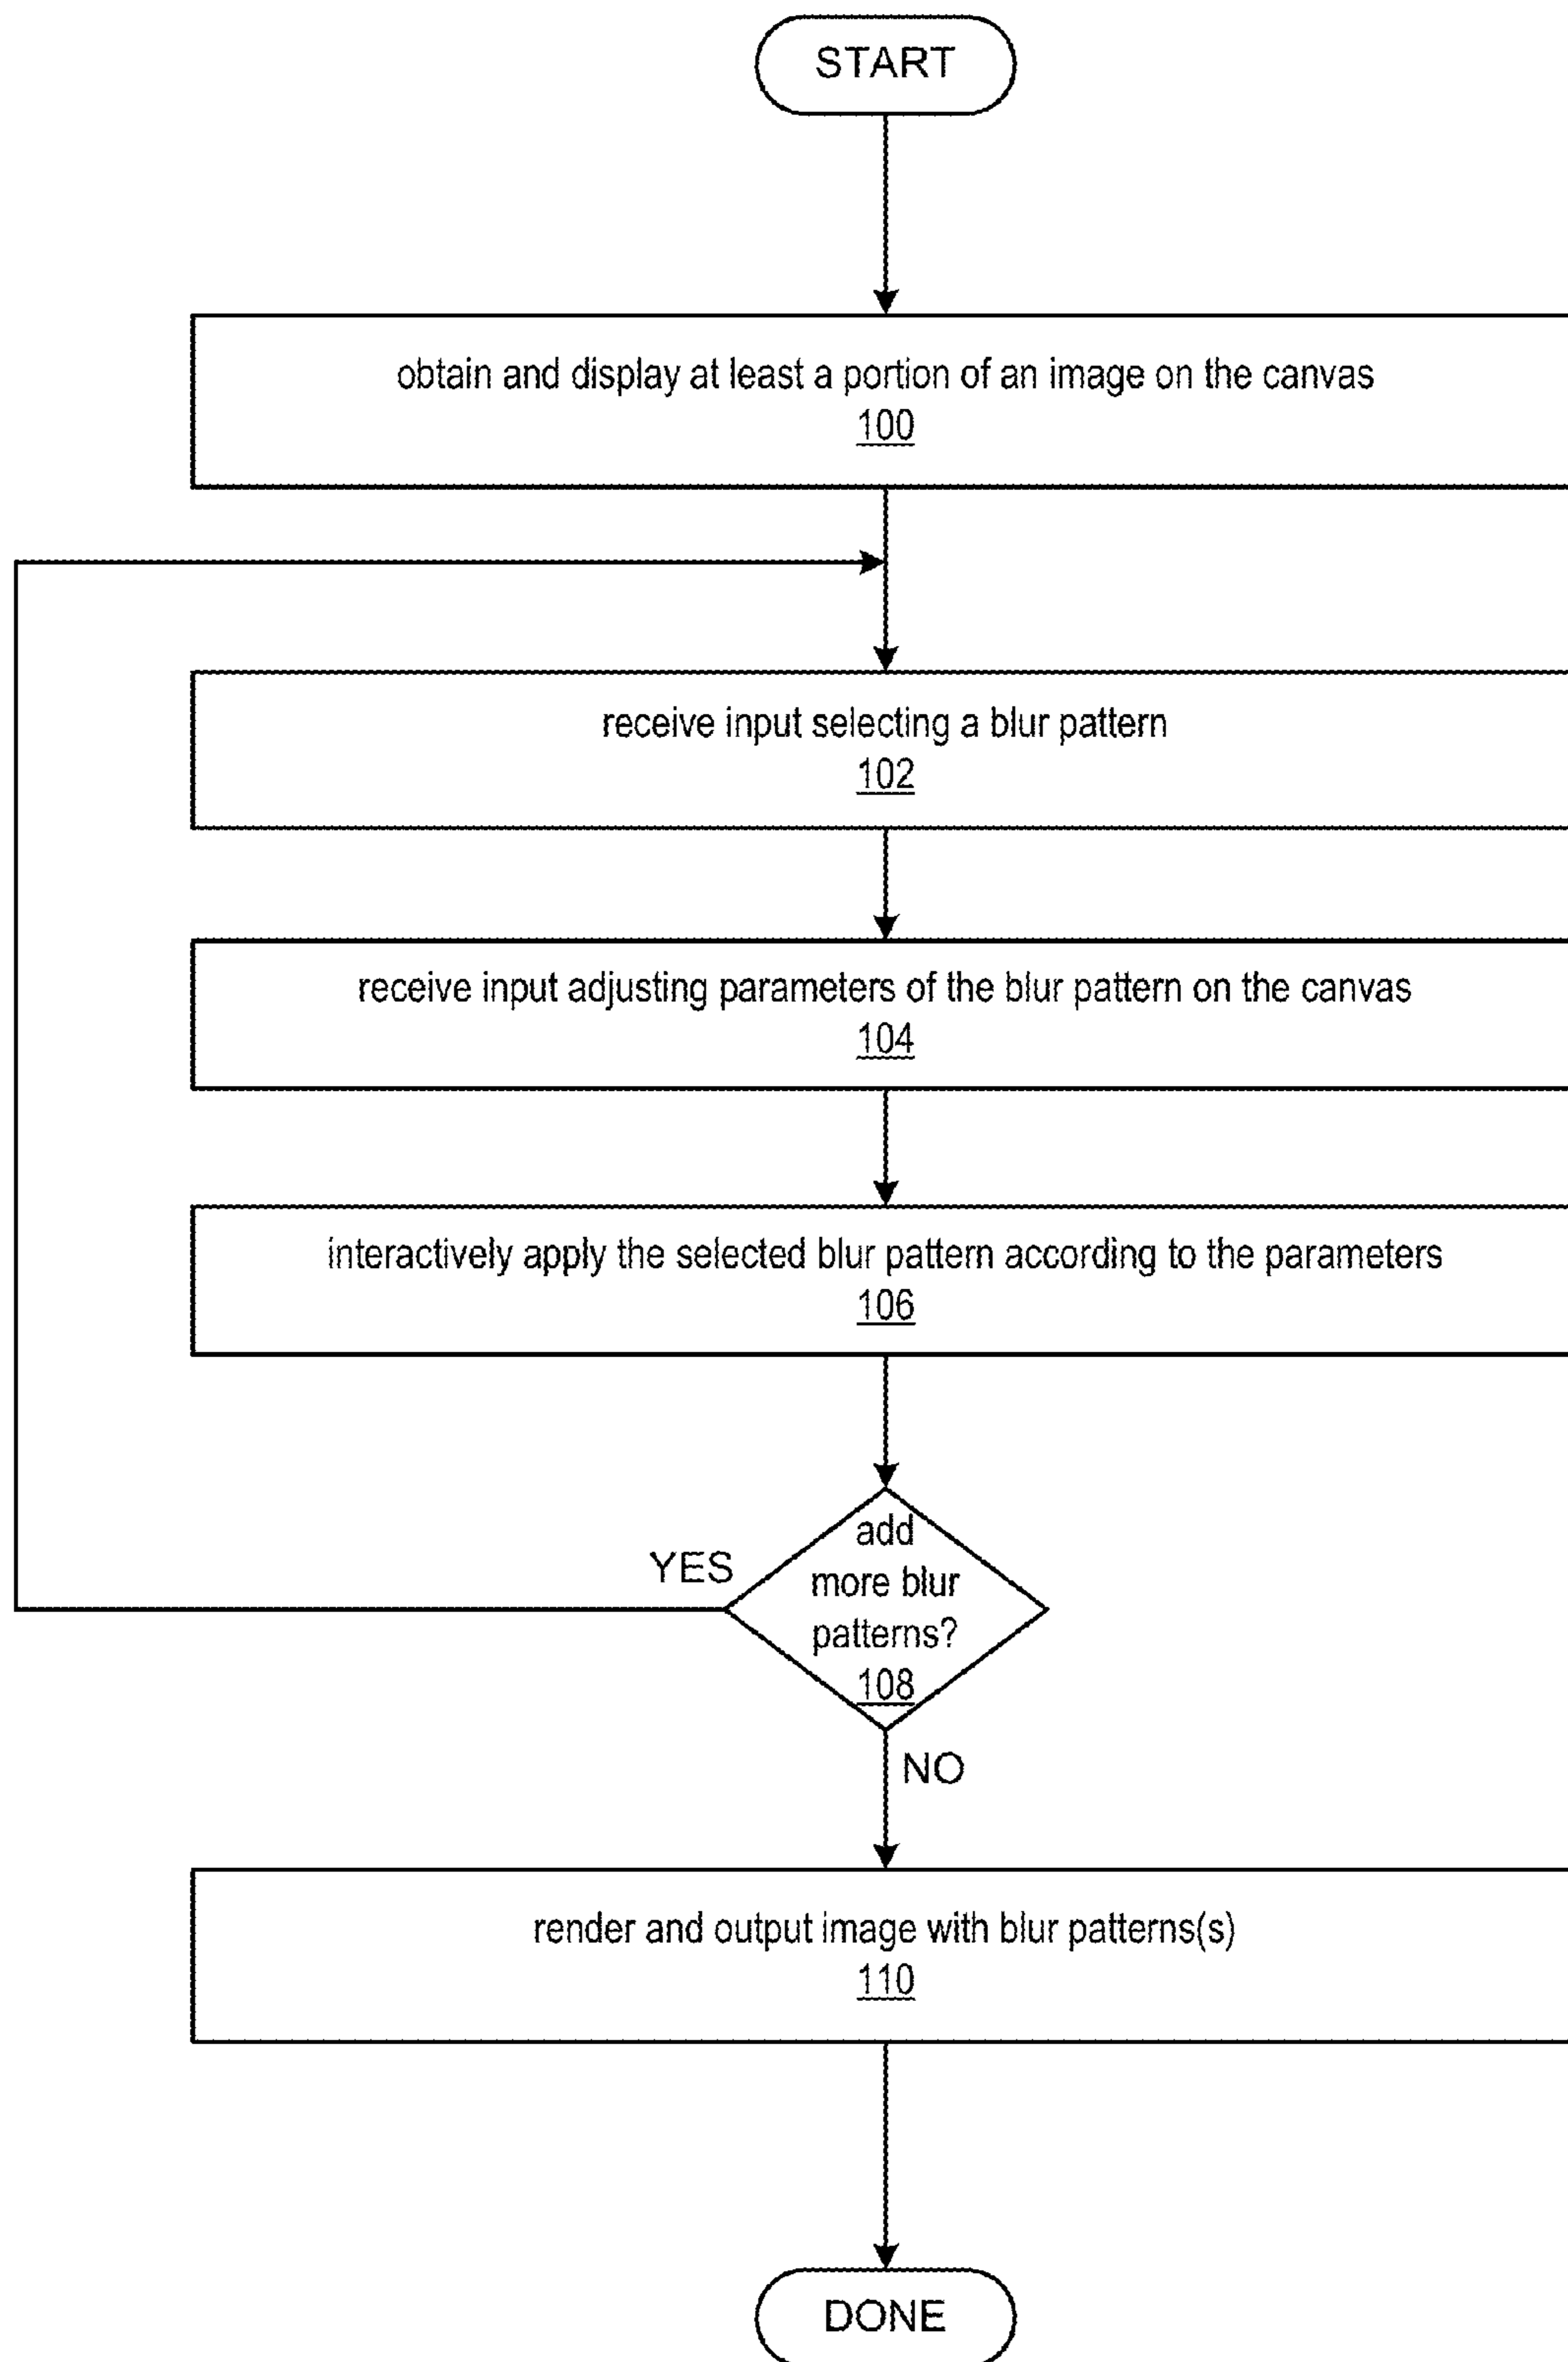 START
obtain and display at least a portion of an image on the canvas
100
receive input selecting a blur pattern
102
receive input adjusting parameters of the blur pattern on the canvas
104
interactively apply the selected blur pattern according to the parameters
106
add
more blur
patterns?
108
YES
NO
render and output image with blur patterns(s)
110
DONE